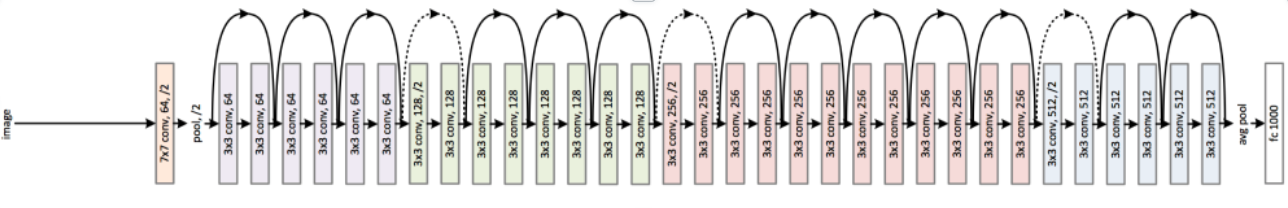 image
7x7 conv, 64, /2
pool, /2
3x3 conv, 64
3x3 conv, 64
3x3 conv, 64
3x3 conv, 64
3x3 conv, 64
3x3 conv, 64
3x3 conv, 128, /2
3x3 conv, 128
3x3 conv, 128
3x3 conv, 128
3x3 conv, 128
3x3 conv, 128
3x3 conv, 128
3x3 conv, 128
3x3 conv, 256, /2
3x3 conv, 256
3x3 conv, 256
3x3 conv, 256
3x3 conv, 256
3x3 conv, 256
3x3 conv, 256
3x3 conv, 256
3x3 conv, 256
3x3 conv, 256
3x3 conv, 256
3x3 conv, 256
3x3 conv, 512, /2
3x3 conv, 512
3x3 conv, 512
3x3 conv, 512
3x3 conv, 512
3x3 conv, 512
avg pool
fc 1000